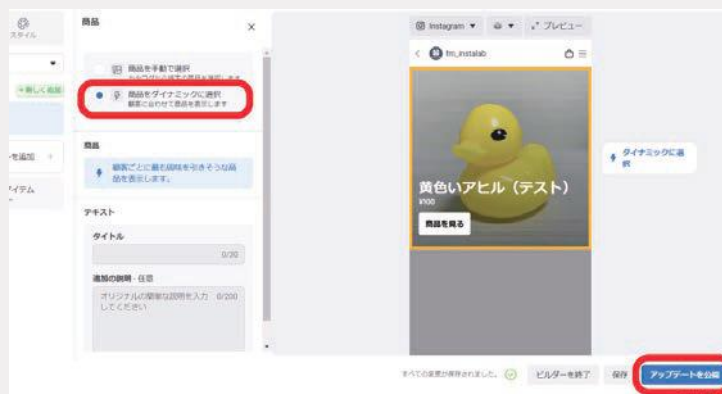 スタイル
+新しく追加
を追加
イテム
商品
商品を手動で選択
商品をダイナミックに選択
顧客に合わせて商品を表示します
商品
顧客ごとに最も興味を引きそうな商
品を表示します。
テキスト
タイトル
0/20
追加の説明・任意
オリジナルの簡単な説明を入力 0/200
してください
Instagram
プレビュー
fm_instalab
黄色いアヒル（テスト）
¥100
商品を見る
ダイナミックに選
択
すべての変更が保存されました。
ビルダーを終了
保存
アップデートを公開